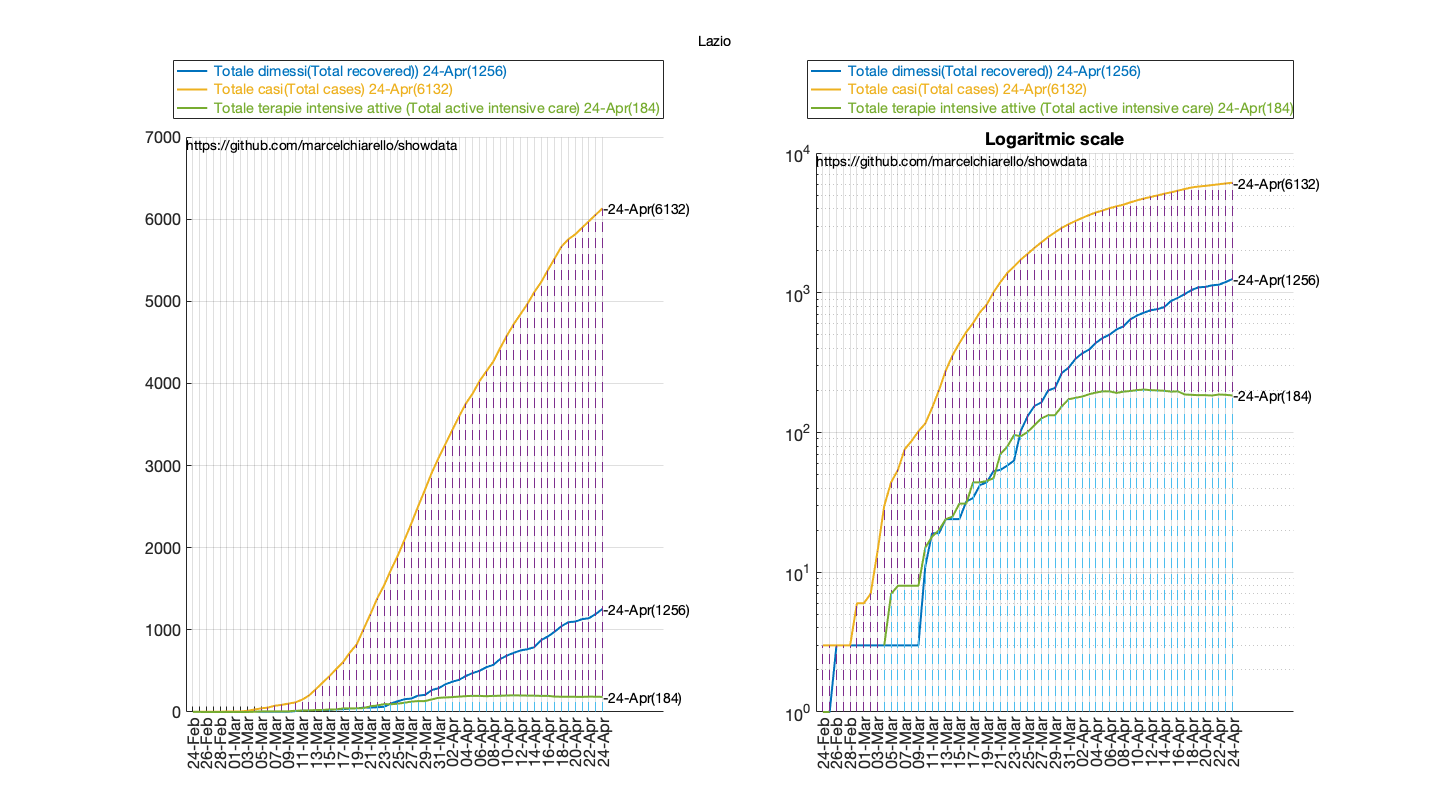 Lazio
Totale dimessi(Total recovered)) 24-Apr(1256)
Totale casi(Total cases) 24-Apr(6132)
Totale terapie intensive attive (Total active intensive care) 24-Apr(184)
7000
6000
5000
4000
3000
2000
1000
0
https://github.com/marcelchiarello/showdata
-24-Apr(6132)
-24-Apr(1256)
-24-Apr(184)
24-Feb
26-Feb
28-Feb
01-Mar
03-Mar
05-Mar
07-Mar
09-Mar
11-Mar
13-Mar
15-Mar
17-Mar
19-Mar
21-Mar
23-Mar
25-Mar
27-Mar
29-Mar
31-Mar
02-Apr
04-Apr
06-Apr
08-Apr
10-Apr
12-Apr
14-Apr
16-Apr
18-Apr
20-Apr
22-Apr
24-Apr
Totale dimessi(Total recovered)) 24-Apr(1256)
Totale casi(Total cases) 24-Apr(6132)
Totale terapie intensive attive (Total active intensive care) 24-Apr(184)
Logaritmic scale
10^4
10^3
10^2
10^1
10^0
https://github.com/marcelchiarello/showdata
-24-Apr(6132)
-24-Apr(1256)
-24-Apr(184)
24-Feb
26-Feb
28-Feb
01-Mar
03-Mar
05-Mar
07-Mar
09-Mar
11-Mar
13-Mar
15-Mar
17-Mar
19-Mar
21-Mar
23-Mar
25-Mar
27-Mar
29-Mar
31-Mar
02-Apr
04-Apr
06-Apr
08-Apr
10-Apr
12-Apr
14-Apr
16-Apr
18-Apr
20-Apr
22-Apr
24-Apr